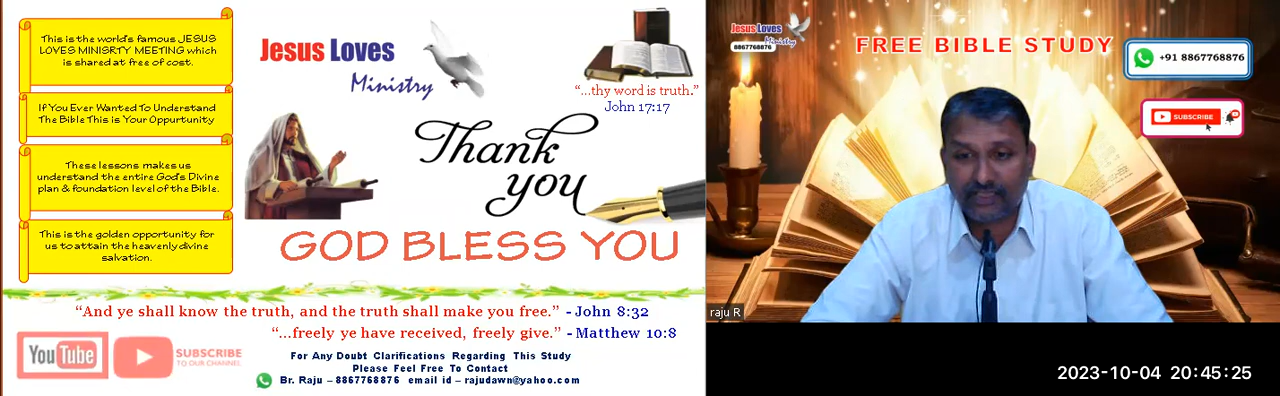 This is the world's famous JESUS
LOVES MINISRTY MEETING which
is shared at free of cost.
If You Ever Wanted To Understand
The Bible This is Your Oppurtunity
These lessons makes us
understand the entire God's Divine
plan & foundation level of the Bible.
This is the golden opportunity for
us to attain the heavenly divine
salvation.
Jesus Loves
Ministry
"...thy word is truth."
John 17:17
Thank
you
GOD BLESS YOU
"And ye shall know the truth, and the truth shall make you free." - John 8:32
"...freely ye have received, freely give." - Matthew 10:8
YouTube
SUBSCRIBE
TO OUR CHANNEL
For Any Doubt Clarifications Regarding This Study
Please Feel Free To Contact
Br. Raju - 8867768876 email id - rajudawn@yahoo.com
Jesus Loves
Ministry
8867768876
FREE BIBLE STUDY
+91 8867768876
SUBSCRIBE
raju R
2023-10-04 20:45:25